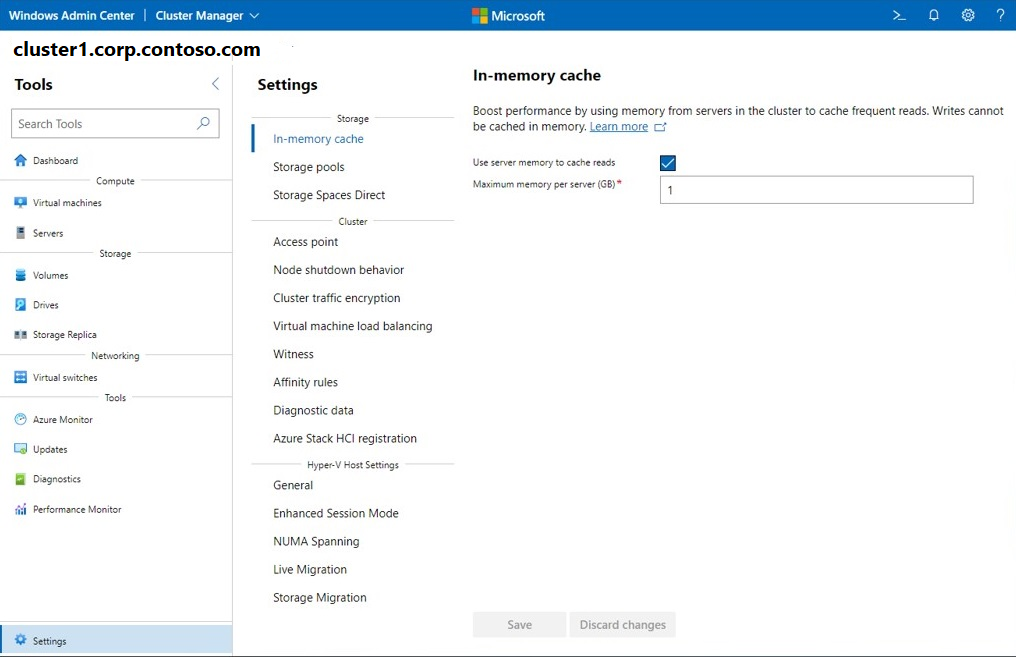 Windows Admin Center | Cluster Manager
Microsoft
>_
?
cluster1.corp.contoso.com
Tools
Search Tools
Dashboard
Compute
Virtual machines
Servers
Storage
Volumes
Drives
Storage Replica
Networking
Virtual switches
Tools
Azure Monitor
Updates
Diagnostics
Performance Monitor
Settings
Settings
Storage
In-memory cache
Storage pools
Storage Spaces Direct
Cluster
Access point
Node shutdown behavior
Cluster traffic encryption
Virtual machine load balancing
Witness
Affinity rules
Diagnostic data
Azure Stack HCI registration
Hyper-V Host Settings
General
Enhanced Session Mode
NUMA Spanning
Live Migration
Storage Migration
In-memory cache
Boost performance by using memory from servers in the cluster to cache frequent reads. Writes cannot
be cached in memory. Learn more
Use server memory to cache reads
Maximum memory per server (GB)*
1
Save
Discard changes